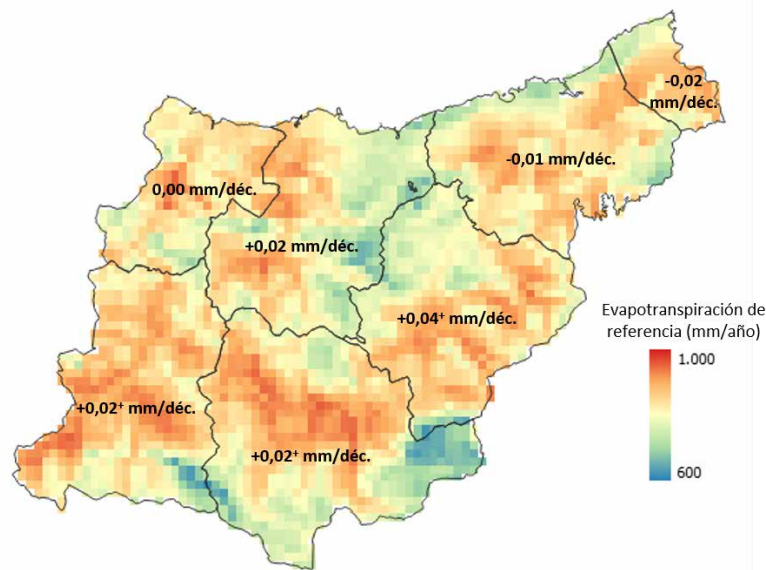 -0,02
mm/déc.
-0,01 mm/déc.
0,00 mm/déc.
+0,02 mm/déc.
+0,04⁺ mm/déc.
+0,02⁺ mm/déc.
+0,02⁺ mm/déc.
Evapotranspiración de
referencia (mm/año)
1.000
600